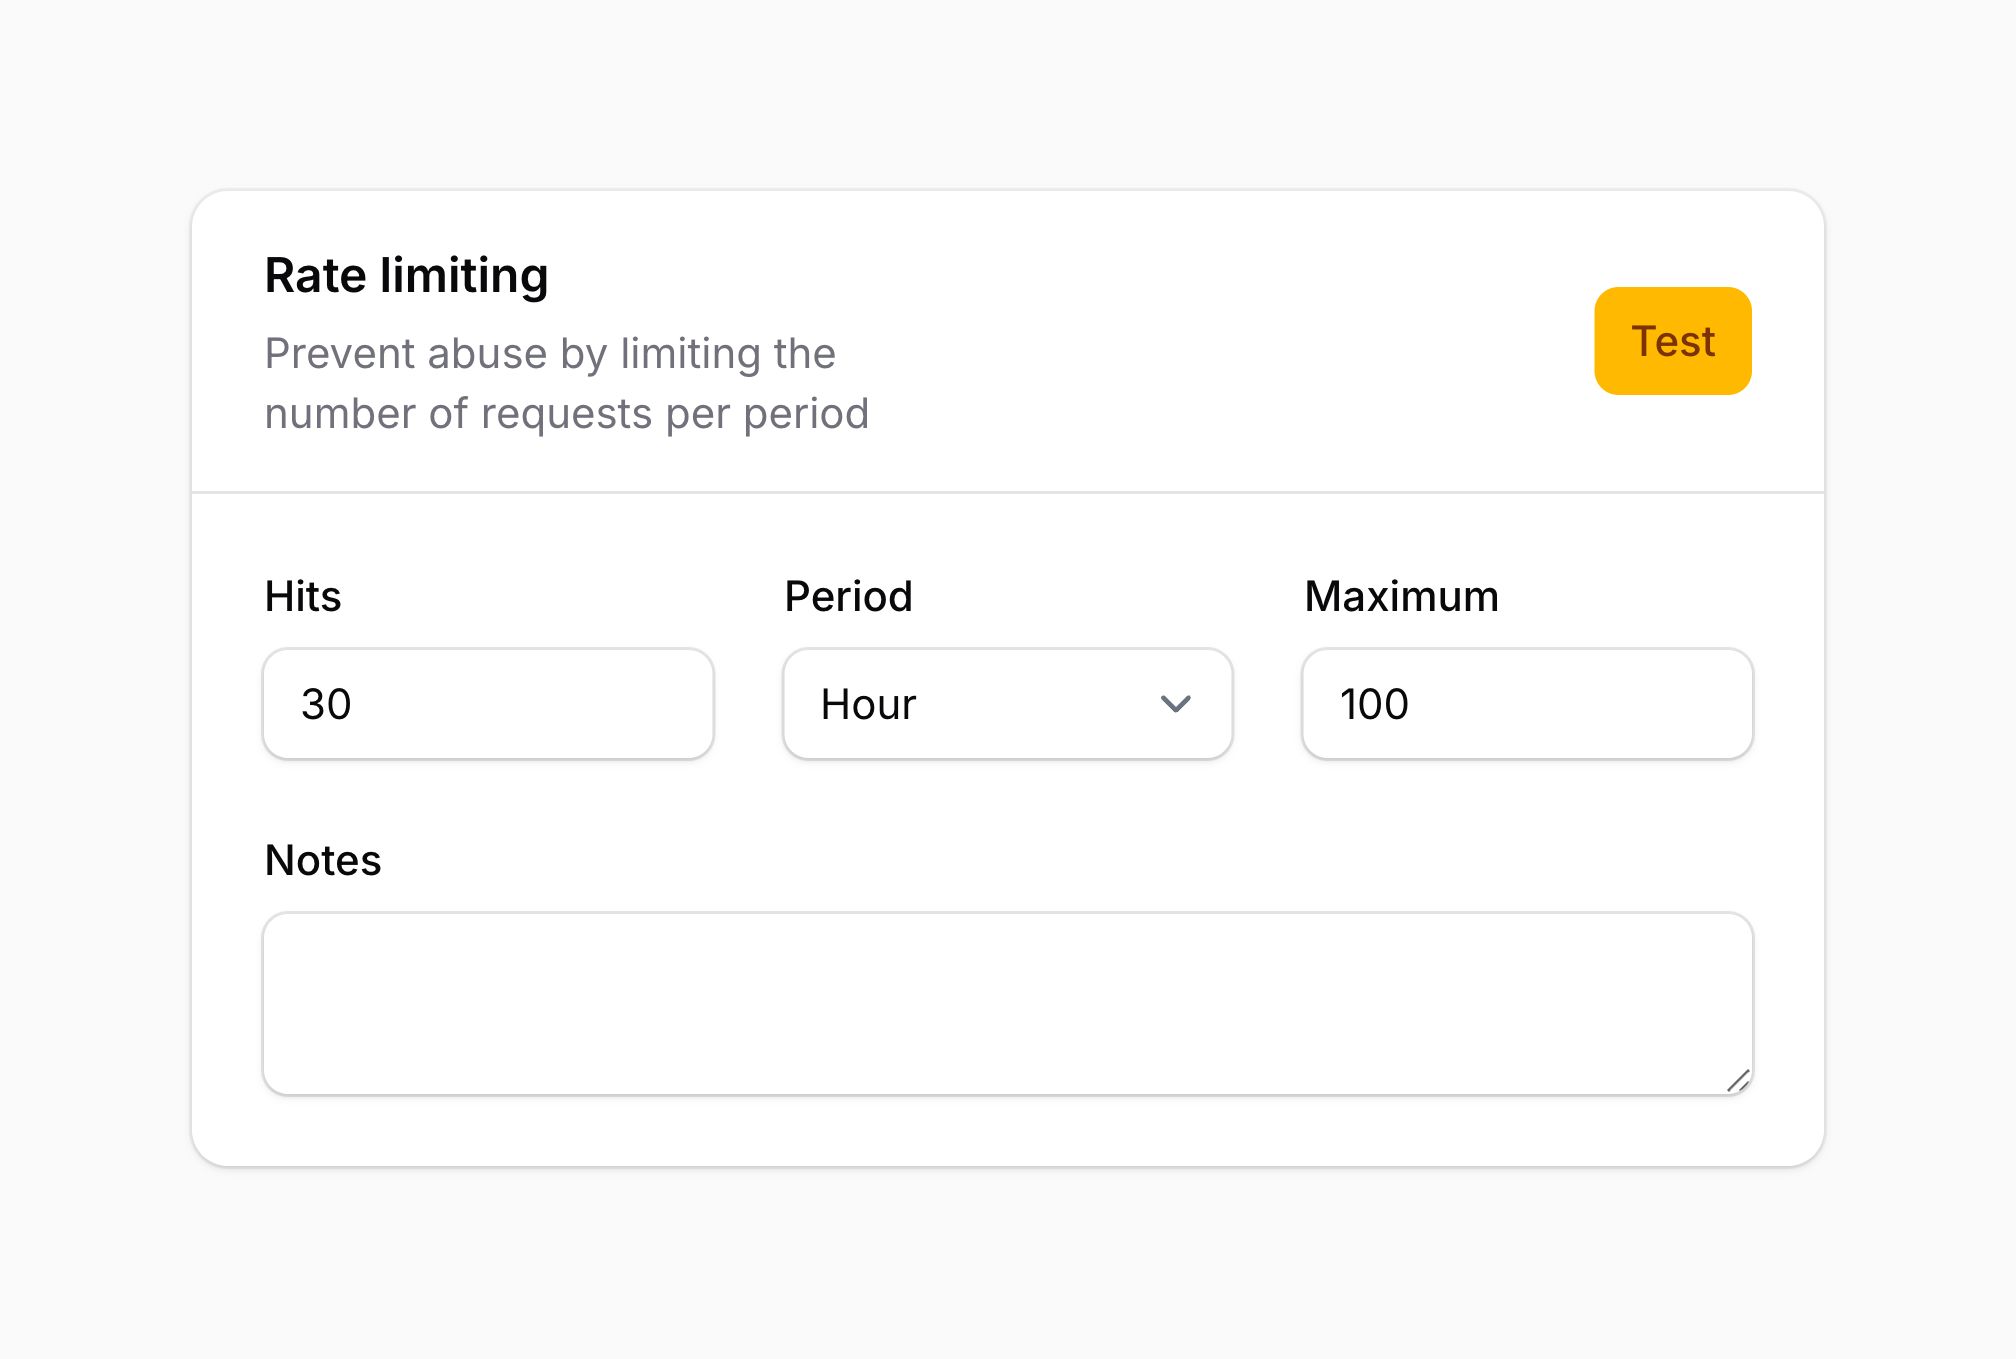 Rate limiting
Prevent abuse by limiting the
number of requests per period
Test
Hits
Period
Maximum
30
Hour
100
Notes